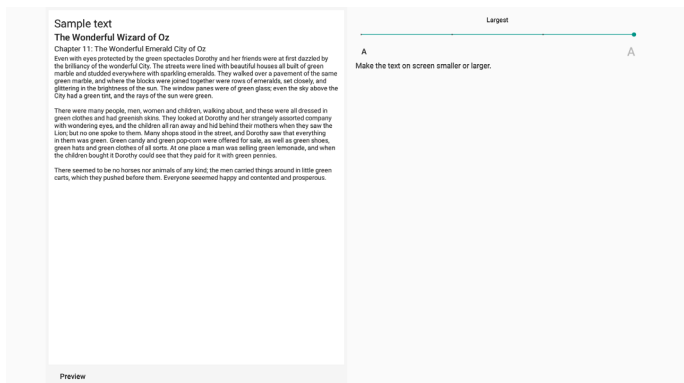 Sample text
The Wonderful Wizard of Oz
Chapter 11: The Wonderful Emerald City of Oz
Even with eyes protected by the green spectacles Dorothy and her friends were at first dazzled by
the brilliancy of the wonderful City. The streets were lined with beautiful houses all built of green
marble and studded everywhere with sparkling emeralds. They walked over a pavement of the same
green marble, and where the blocks were joined together were rows of emeralds, set closely, and
glittering in the brightness of the sun. The window panes were of green glass; even the sky above the
City had a green tint, and the rays of the sun were green.
There were many people, men, women and children, walking about, and these were all dressed in
green clothes and had greenish skins. They looked at Dorothy and her strangely assorted company
with wondering eyes, and the children all ran away and hid behind their mothers when they saw the
Lion; but no one spoke to them. Many shops stood in the street, and Dorothy saw that everything
in them was green. Green candy and green pop-corn were offered for sale, as well as green shoes,
green hats and green clothes of all sorts. At one place a man was selling green lemonade, and when
the children bought it Dorothy could see that they paid for it with green pennies.
There seemed to be no horses nor animals of any kind; the men carried things around in little green
carts, which they pushed before them. Everyone seeemed happy and contented and prosperous.
Preview
Largest
A A
Make the text on screen smaller or larger.